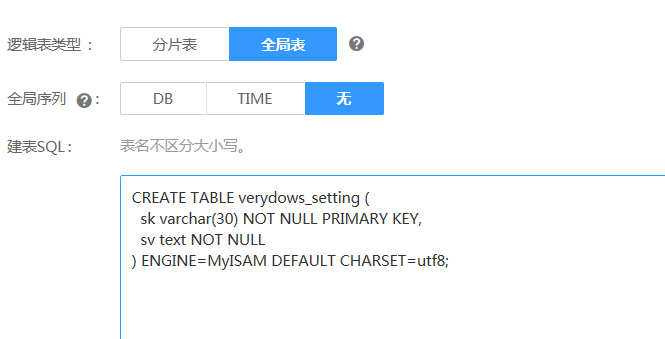 逻辑表类型 : 分片表 全局表 ?
全局序列 ? : DB TIME 无
建表SQL : 表名不区分大小写。
CREATE TABLE verydows_setting (
sk varchar(30) NOT NULL PRIMARY KEY,
sv text NOT NULL
) ENGINE=MyISAM DEFAULT CHARSET=utf8;